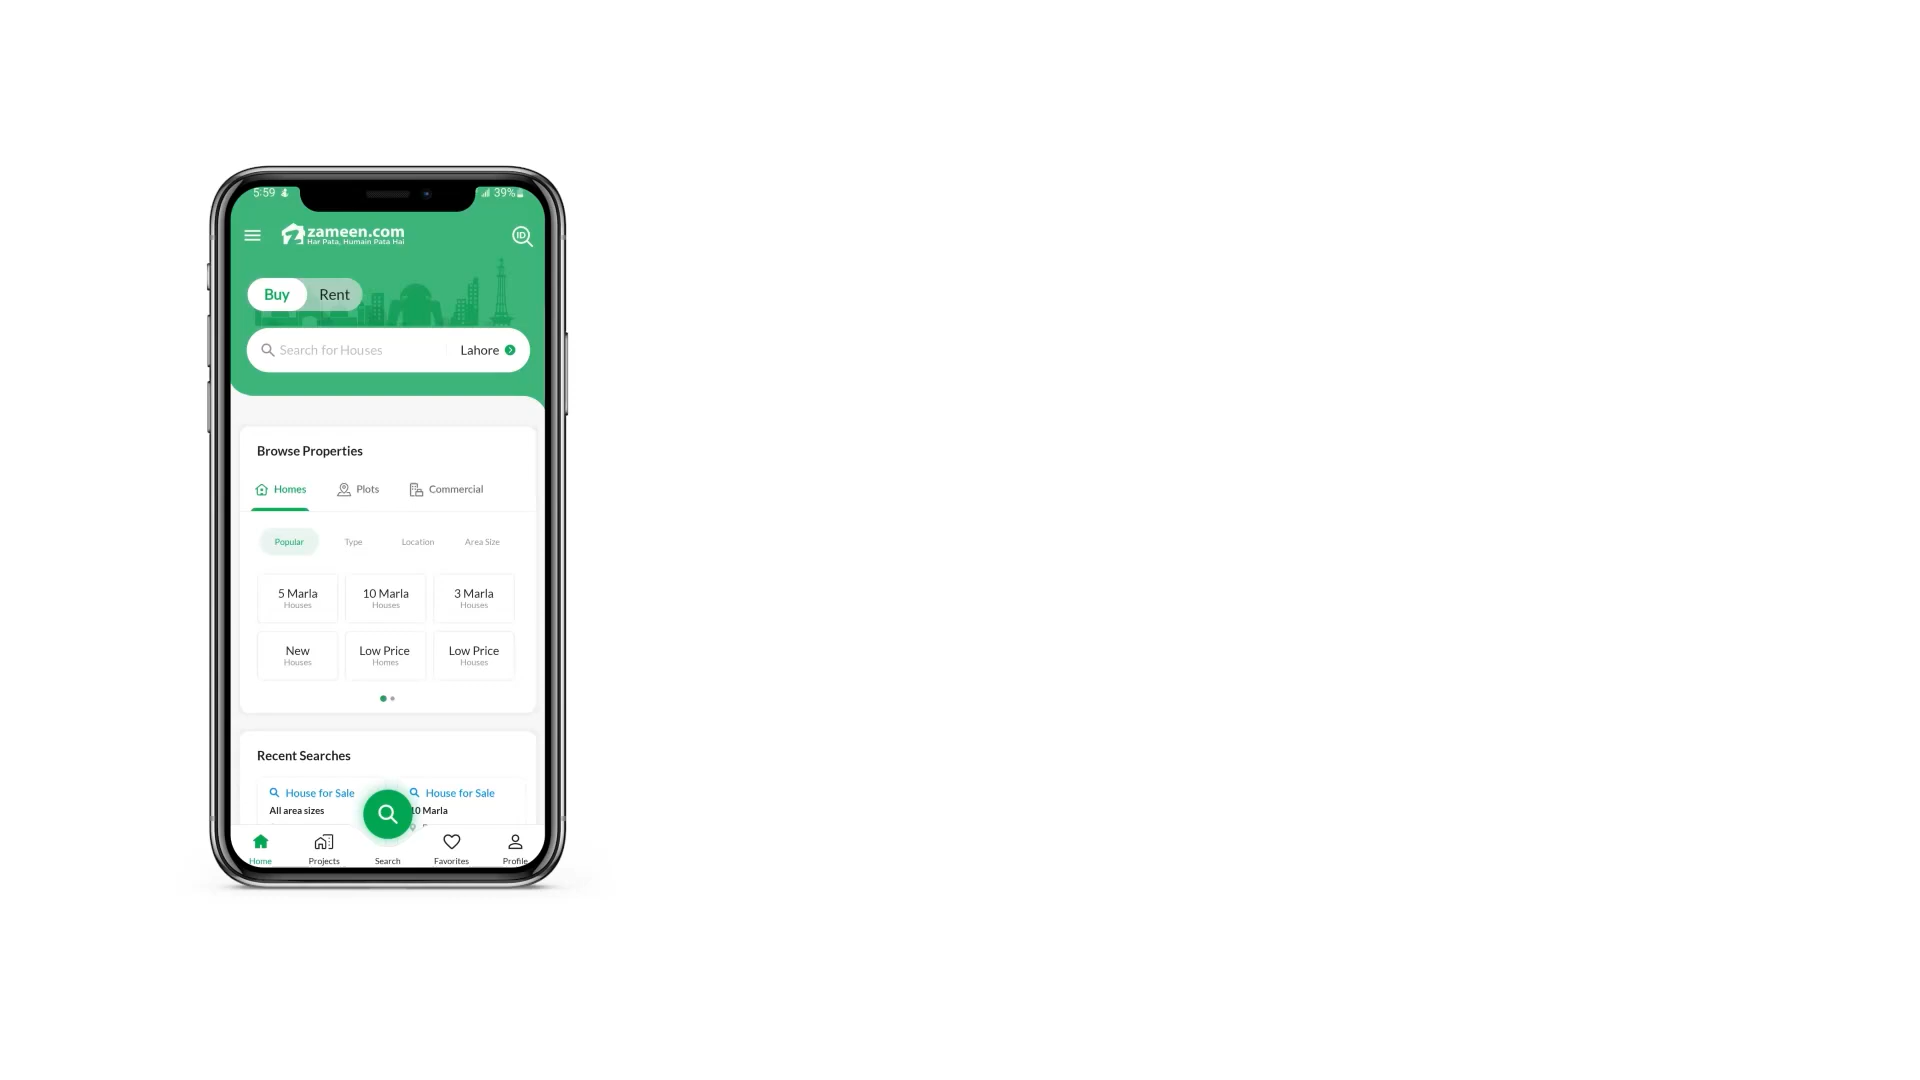 5:59
39%
zameen.com
Har Pata, Humain Pata Hai
ID
Buy Rent
Search for Houses Lahore
Browse Properties
Homes Plots Commercial
Popular Type Location Area Size
5 Marla 10 Marla 3 Marla
Houses Houses Houses
New Low Price Low Price
Houses Homes Houses
Recent Searches
House for Sale House for Sale
All area sizes 10 Marla
Home Projects Search Favorites Profile